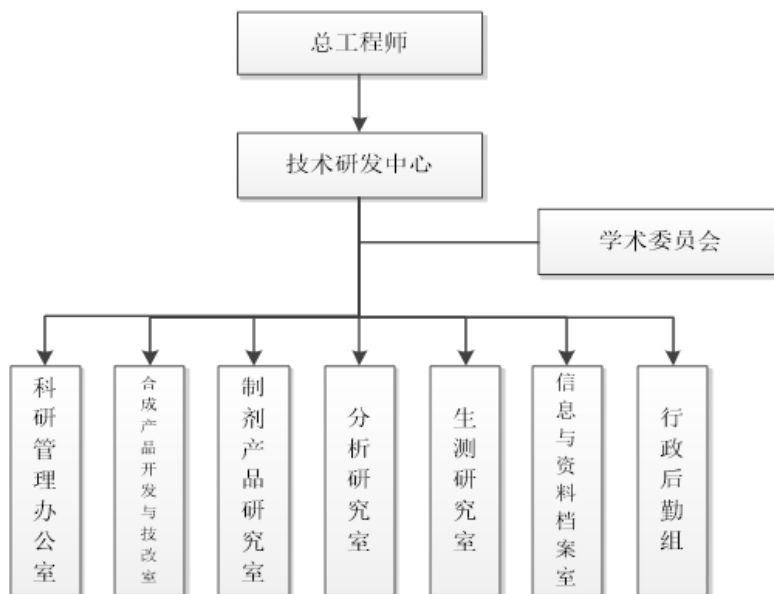 总工程师
技术研发中心
学术委员会
科研管理办公室
合成产品开发与技改室
制剂产品研究室
分析研究室
生测研究室
信息与资料档案室
行政后勤组